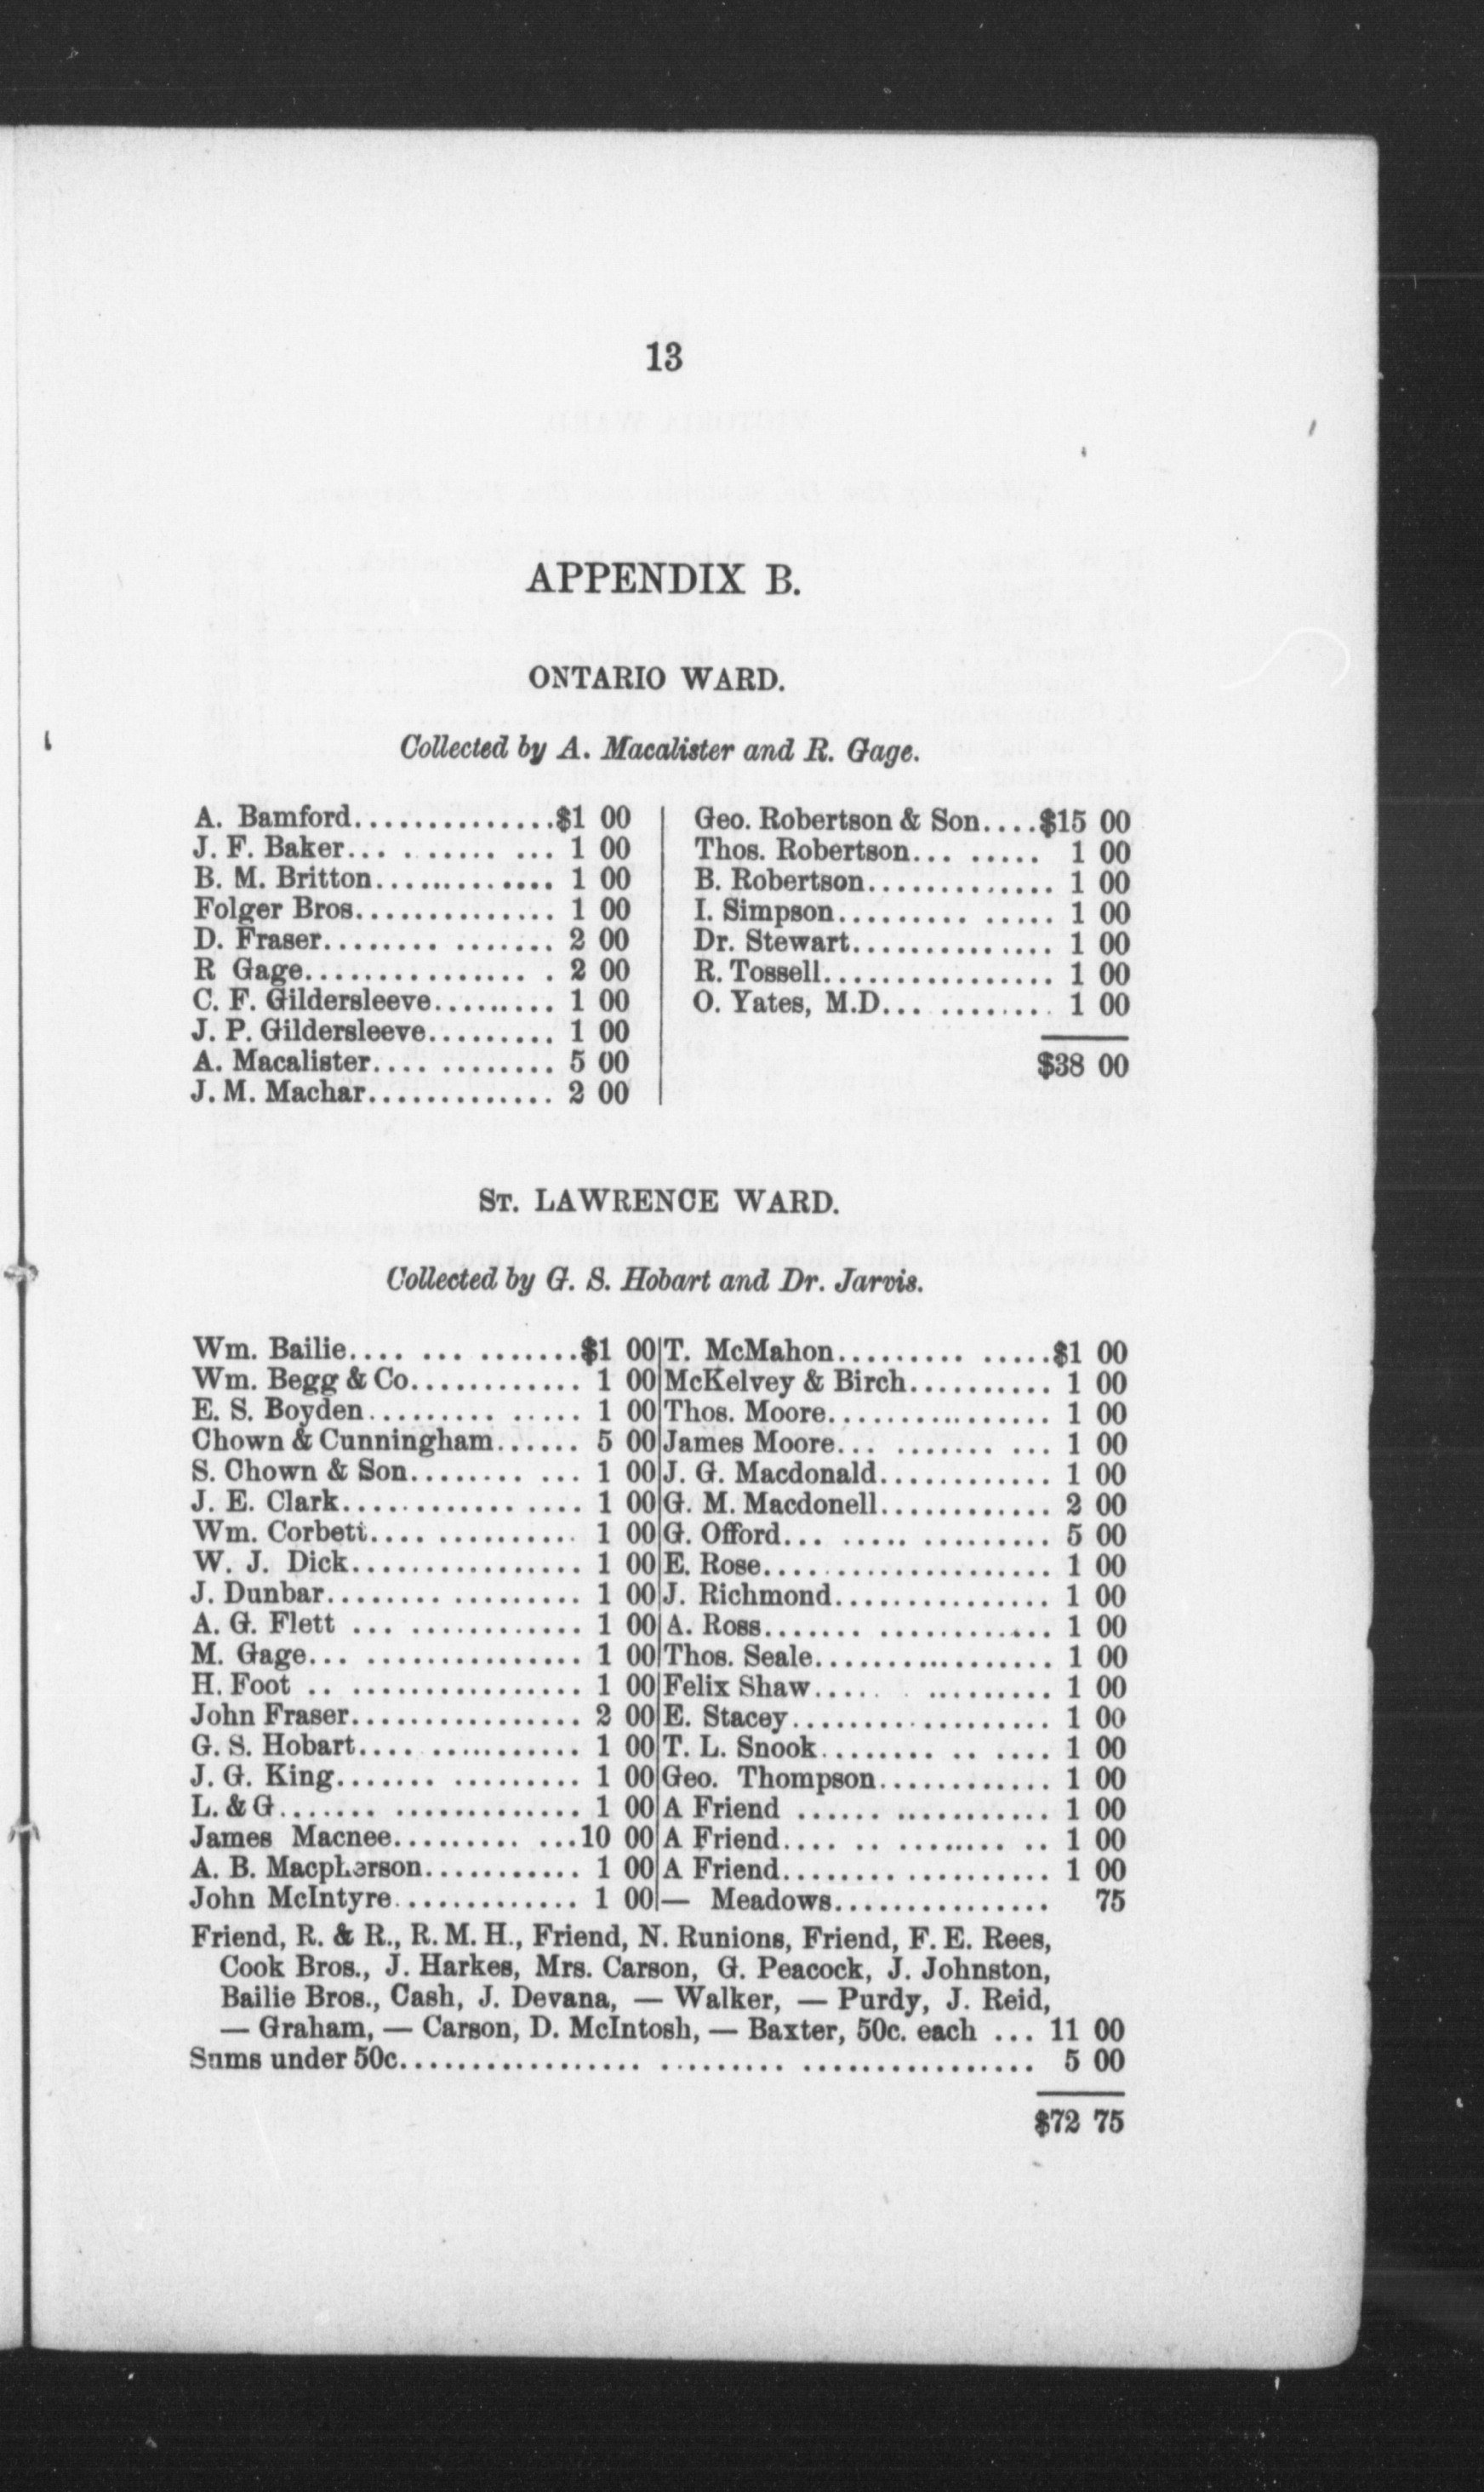 13
APPENDIX B.
ONTARIO WARD.
Collected by A. Macalister and R. Gage.
A. Bamford...............$1 00
J. F. Baker... . ...... ... 1 00
B. M. Britton.............. 1 00
Folger Bros............... 1 00
D. Fraser........ ....... 2 00
R Gage............... . 2 00
C. F. Gildersleeve.......... 1 00
J. P. Gildersleeve.......... 1 00
A. Macalister.... ........ 5 00
J. M. Machar.............. 2 00
Geo. Robertson & Son....$15 00
Thos. Robertson... ..... 1 00
B. Robertson............. 1 00
I. Simpson......... ..... 1 00
Dr. Stewart.............. 1 00
R. Tossell................ 1 00
O. Yates, M.D... ........ 1 00
$38 00
ST. LAWRENCE WARD.
Collected by G. S. Hobart and Dr. Jarvis.
Wm. Bailie.... ... .......$1 00
Wm. Begg & Co............ 1 00
E. S. Boyden......... ..... 1 00
Chown & Cunningham...... 5 00
S. Chown & Son........ ... 1 00
J. E. Clark............ .... 1 00
Wm. Corbett.... .......... 1 00
W. J. Dick................ 1 00
J. Dunbar......... ........ 1 00
A. G. Flett ... ............ 1 00
M. Gage... ............... 1 00
H. Foot .. ................ 1 00
John Fraser................ 2 00
G. S. Hobart.... ........... 1 00
J. G. King....... ......... 1 00
L. & G....... ............. 1 00
James Macnee......... ...10 00
A. B. Macpherson........... 1 00
John McIntyre............. 1 00
T. McMahon......... .....$1 00
McKelvey & Birch.......... 1 00
Thos. Moore............... 1 00
James Moore... ....... ... 1 00
J. G. Macdonald............ 1 00
G. M. Macdonell............ 2 00
G. Offord... ..... ......... 5 00
E. Rose.................... 1 00
J. Richmond............... 1 00
A. Ross....... ............ 1 00
Thos. Seale................ 1 00
Felix Shaw..... . ......... 1 00
E. Stacey.................. 1 00
T. L. Snook........ .. .... 1 00
Geo. Thompson............ 1 00
A Friend ...... ........... 1 00
A Friend.... .. ........ .. 1 00
A Friend........ .......... 1 00
— Meadows............... 75
Friend, R. & R., R. M. H., Friend, N. Runions, Friend, F. E. Rees,
Cook Bros., J. Harkes, Mrs. Carson, G. Peacock, J. Johnston,
Bailie Bros., Cash, J. Devana, — Walker, — Purdy, J. Reid,
— Graham, — Carson, D. McIntosh, — Baxter, 50c. each ... 11 00
Sums under 50c................. ......... ................ 5 00
$72 75